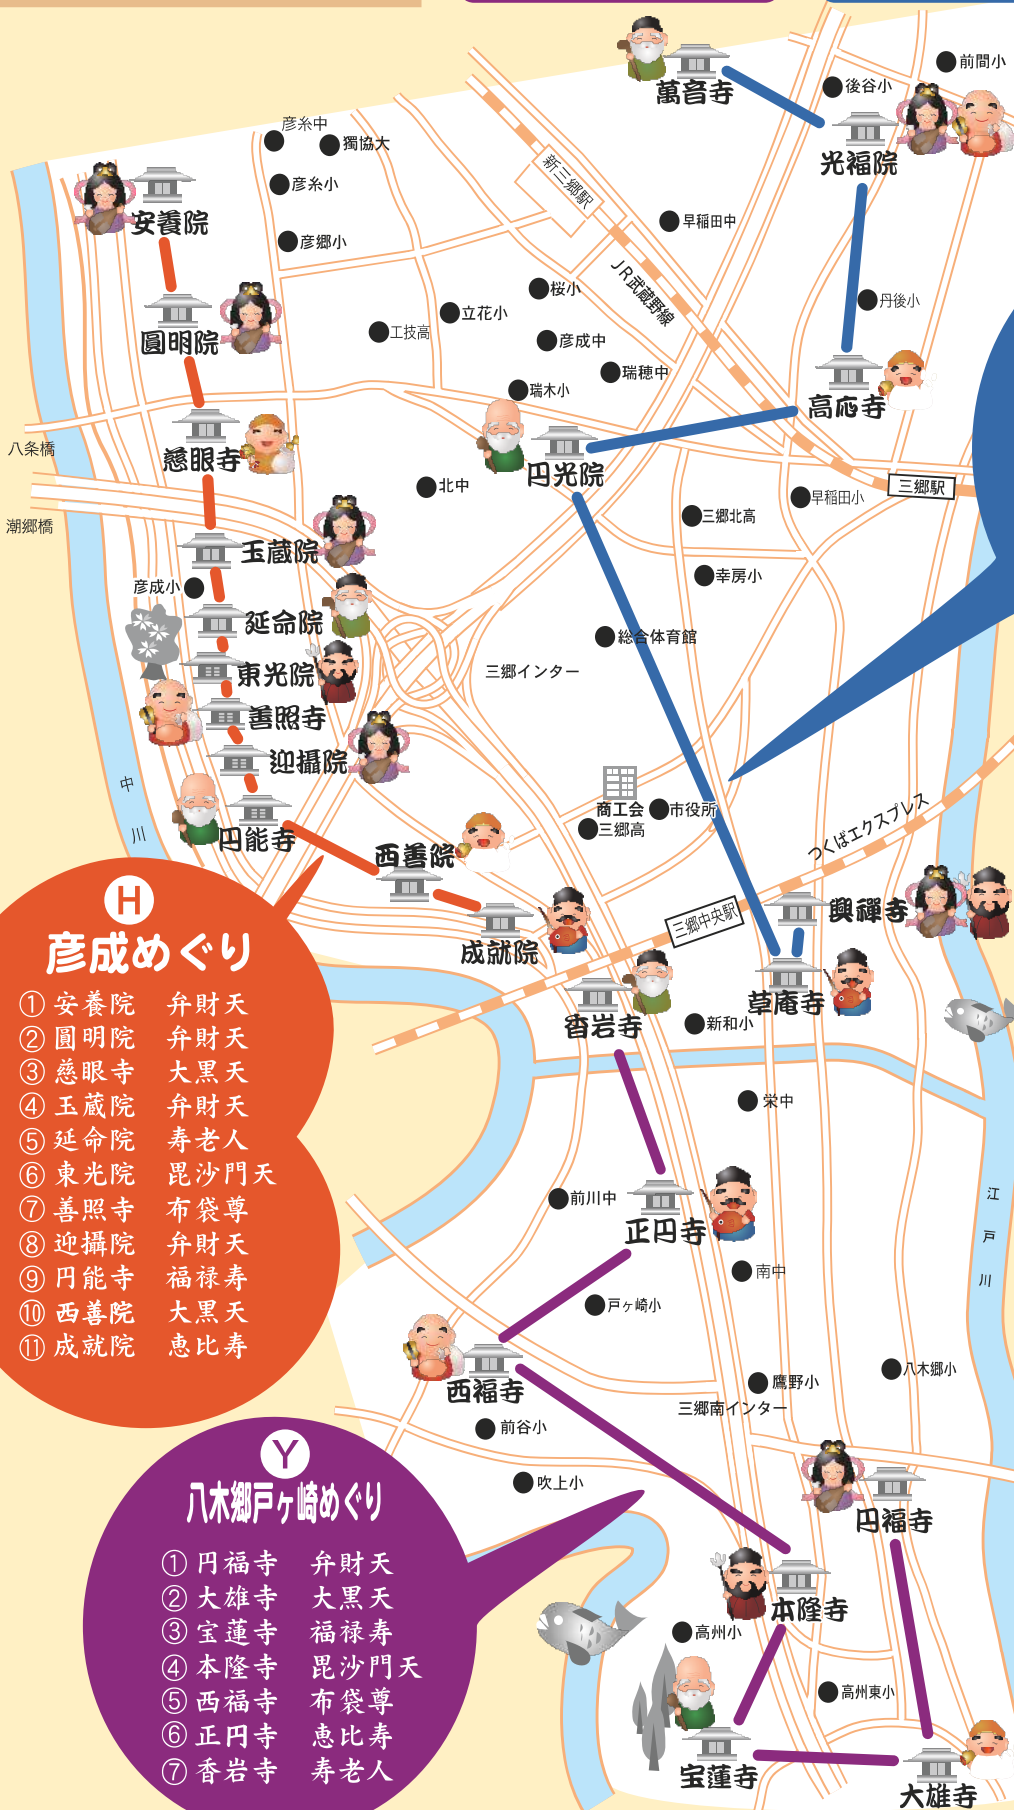 萬音寺
前間小
後谷小
光福院
彦糸中
獨協大
彦糸小
新三郷駅
早稲田中
安養院
彦郷小
JR武蔵野線
桜小
丹後小
立花小
工技高
彦成中
圓明院
瑞穂中
瑞木小
高応寺
八条橋
慈眼寺
円光院
北中
三郷駅
早稲田小
潮郷橋
三郷北高
玉蔵院
幸房小
彦成小
延命院
総合体育館
東光院
三郷インター
善照寺
迎攝院
中川
商工会
市役所
三郷高
つくばエクスプレス
円能寺
西善院
三郷中央駅
興禅寺
成就院
草庵寺
香岩寺
新和小
H
彦成めぐり
① 安養院 弁財天
② 圓明院 弁財天
③ 慈眼寺 大黒天
④ 玉蔵院 弁財天
⑤ 延命院 寿老人
⑥ 東光院 毘沙門天
⑦ 善照寺 布袋尊
⑧ 迎攝院 弁財天
⑨ 円能寺 福禄寿
⑩ 西善院 大黒天
⑪ 成就院 恵比寿
栄中
前川中
正円寺
江戸川
南中
戸ヶ崎小
西福寺
鷹野小
八木郷小
三郷南インター
前谷小
吹上小
円福寺
本隆寺
高州小
高州東小
宝蓮寺
大雄寺
Y
八木郷戸ヶ崎めぐり
① 円福寺 弁財天
② 大雄寺 大黒天
③ 宝蓮寺 福禄寿
④ 本隆寺 毘沙門天
⑤ 西福寺 布袋尊
⑥ 正円寺 恵比寿
⑦ 香岩寺 寿老人